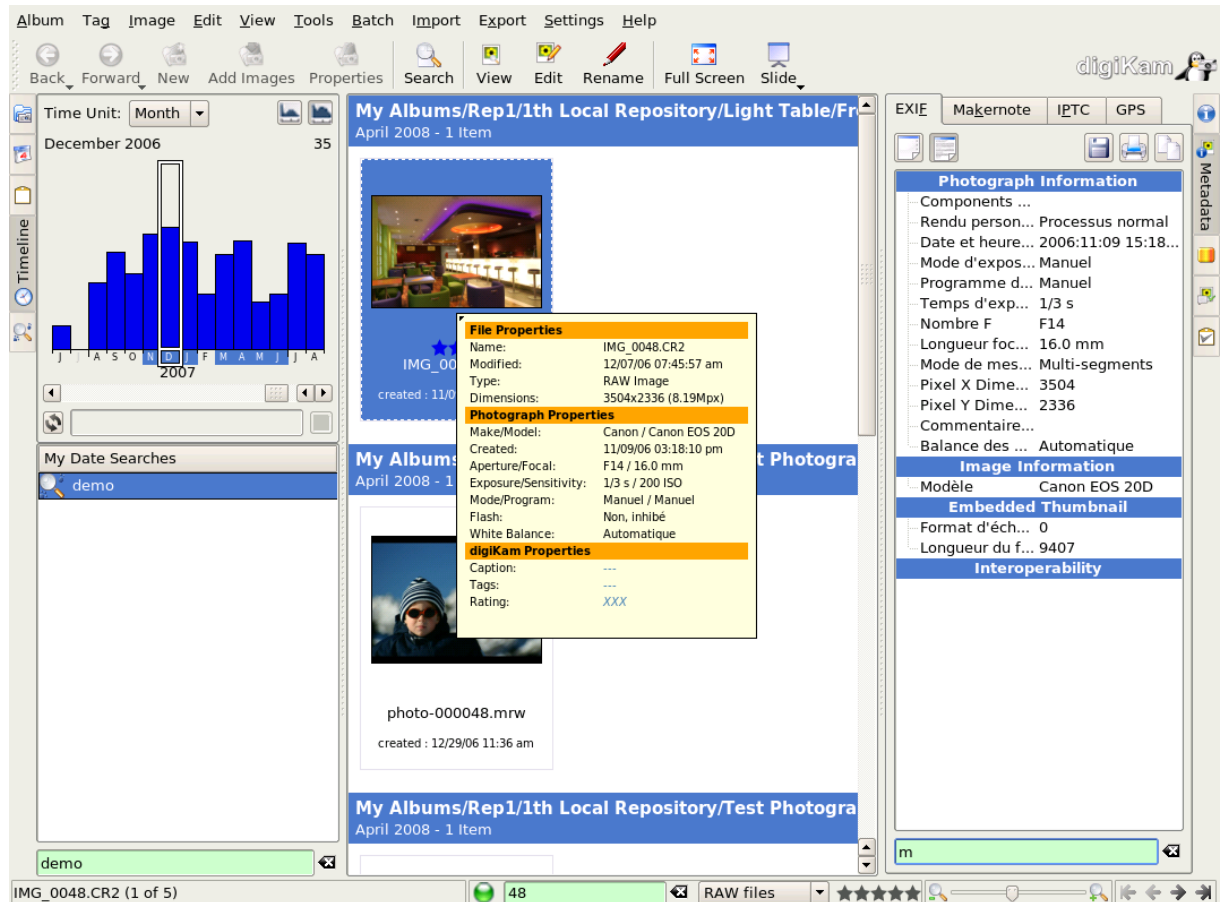 Album Tag Image Edit View Tools Batch Import Export Settings Help
Back Forward New Add Images Properties Search View Edit Rename Full Screen Slide
digiKam
Time Unit: Month
December 2006 35
J J A S O N D J F M A M J J A
2007
Timeline
My Date Searches
demo
demo
My Albums/Rep1/1th Local Repository/Light Table/Fr
April 2008 - 1 Item
IMG_00
created : 11/0
File Properties
Name: IMG_0048.CR2
Modified: 12/07/06 07:45:57 am
Type: RAW Image
Dimensions: 3504x2336 (8.19Mpx)
Photograph Properties
Make/Model: Canon / Canon EOS 20D
Created: 11/09/06 03:18:10 pm
Aperture/Focal: F14 / 16.0 mm
Exposure/Sensitivity: 1/3 s / 200 ISO
Mode/Program: Manuel / Manuel
Flash: Non, inhibé
White Balance: Automatique
digiKam Properties
Caption: ---
Tags: ---
Rating: XXX
My Albums t Photogra
April 2008 - 1
photo-000048.mrw
created : 12/29/06 11:36 am
My Albums/Rep1/1th Local Repository/Test Photogra
April 2008 - 1 Item
EXIF Makernote IPTC GPS
Photograph Information
Components ...
Rendu person... Processus normal
Date et heure... 2006:11:09 15:18...
Mode d'expos... Manuel
Programme d... Manuel
Temps d'exp... 1/3 s
Nombre F F14
Longueur foc... 16.0 mm
Mode de mes... Multi-segments
Pixel X Dime... 3504
Pixel Y Dime... 2336
Commentaire...
Balance des ... Automatique
Image Information
Modèle Canon EOS 20D
Embedded Thumbnail
Format d'éch... 0
Longueur du f... 9407
Interoperability
m
Metadata
IMG_0048.CR2 (1 of 5) 48 RAW files